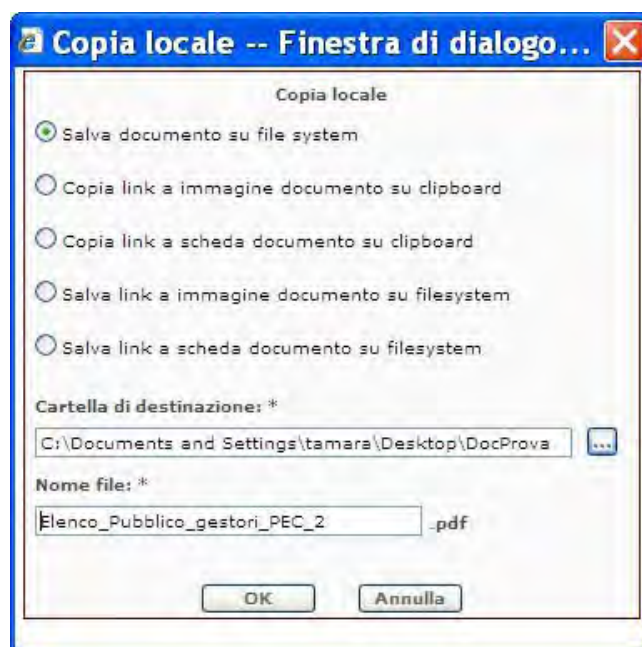 Copia locale -- Finestra di dialogo...
Copia locale
Salva documento su file system
Copia link a immagine documento su clipboard
Copia link a scheda documento su clipboard
Salva link a immagine documento su filesystem
Salva link a scheda documento su filesystem
Cartella di destinazione: *
C:\Documents and Settings\tamara\Desktop\DocProva ...
Nome file: *
Elenco_Pubblico_gestori_PEC_2 .pdf
OK Annulla